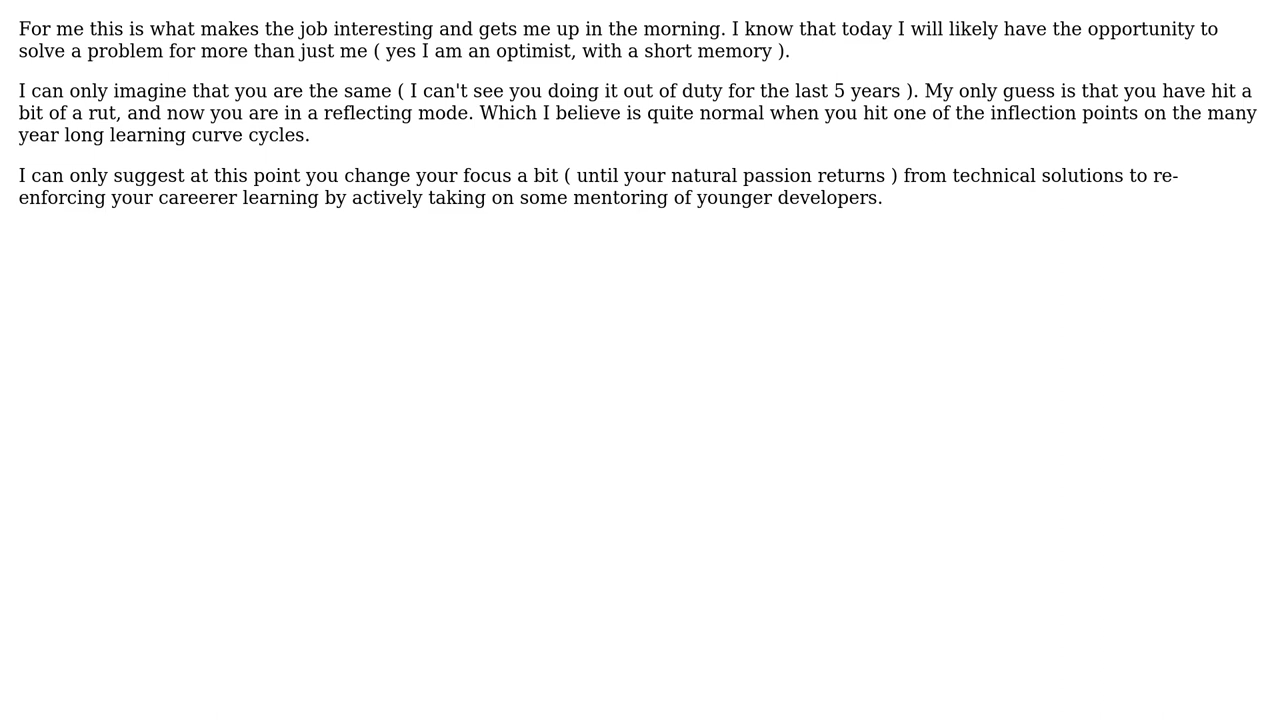 For me this is what makes the job interesting and gets me up in the morning. I know that today I will likely have the opportunity to
solve a problem for more than just me ( yes I am an optimist, with a short memory ).
I can only imagine that you are the same ( I can't see you doing it out of duty for the last 5 years ). My only guess is that you have hit a
bit of a rut, and now you are in a reflecting mode. Which I believe is quite normal when you hit one of the inflection points on the many
year long learning curve cycles.
I can only suggest at this point you change your focus a bit ( until your natural passion returns ) from technical solutions to re-
enforcing your careerer learning by actively taking on some mentoring of younger developers.